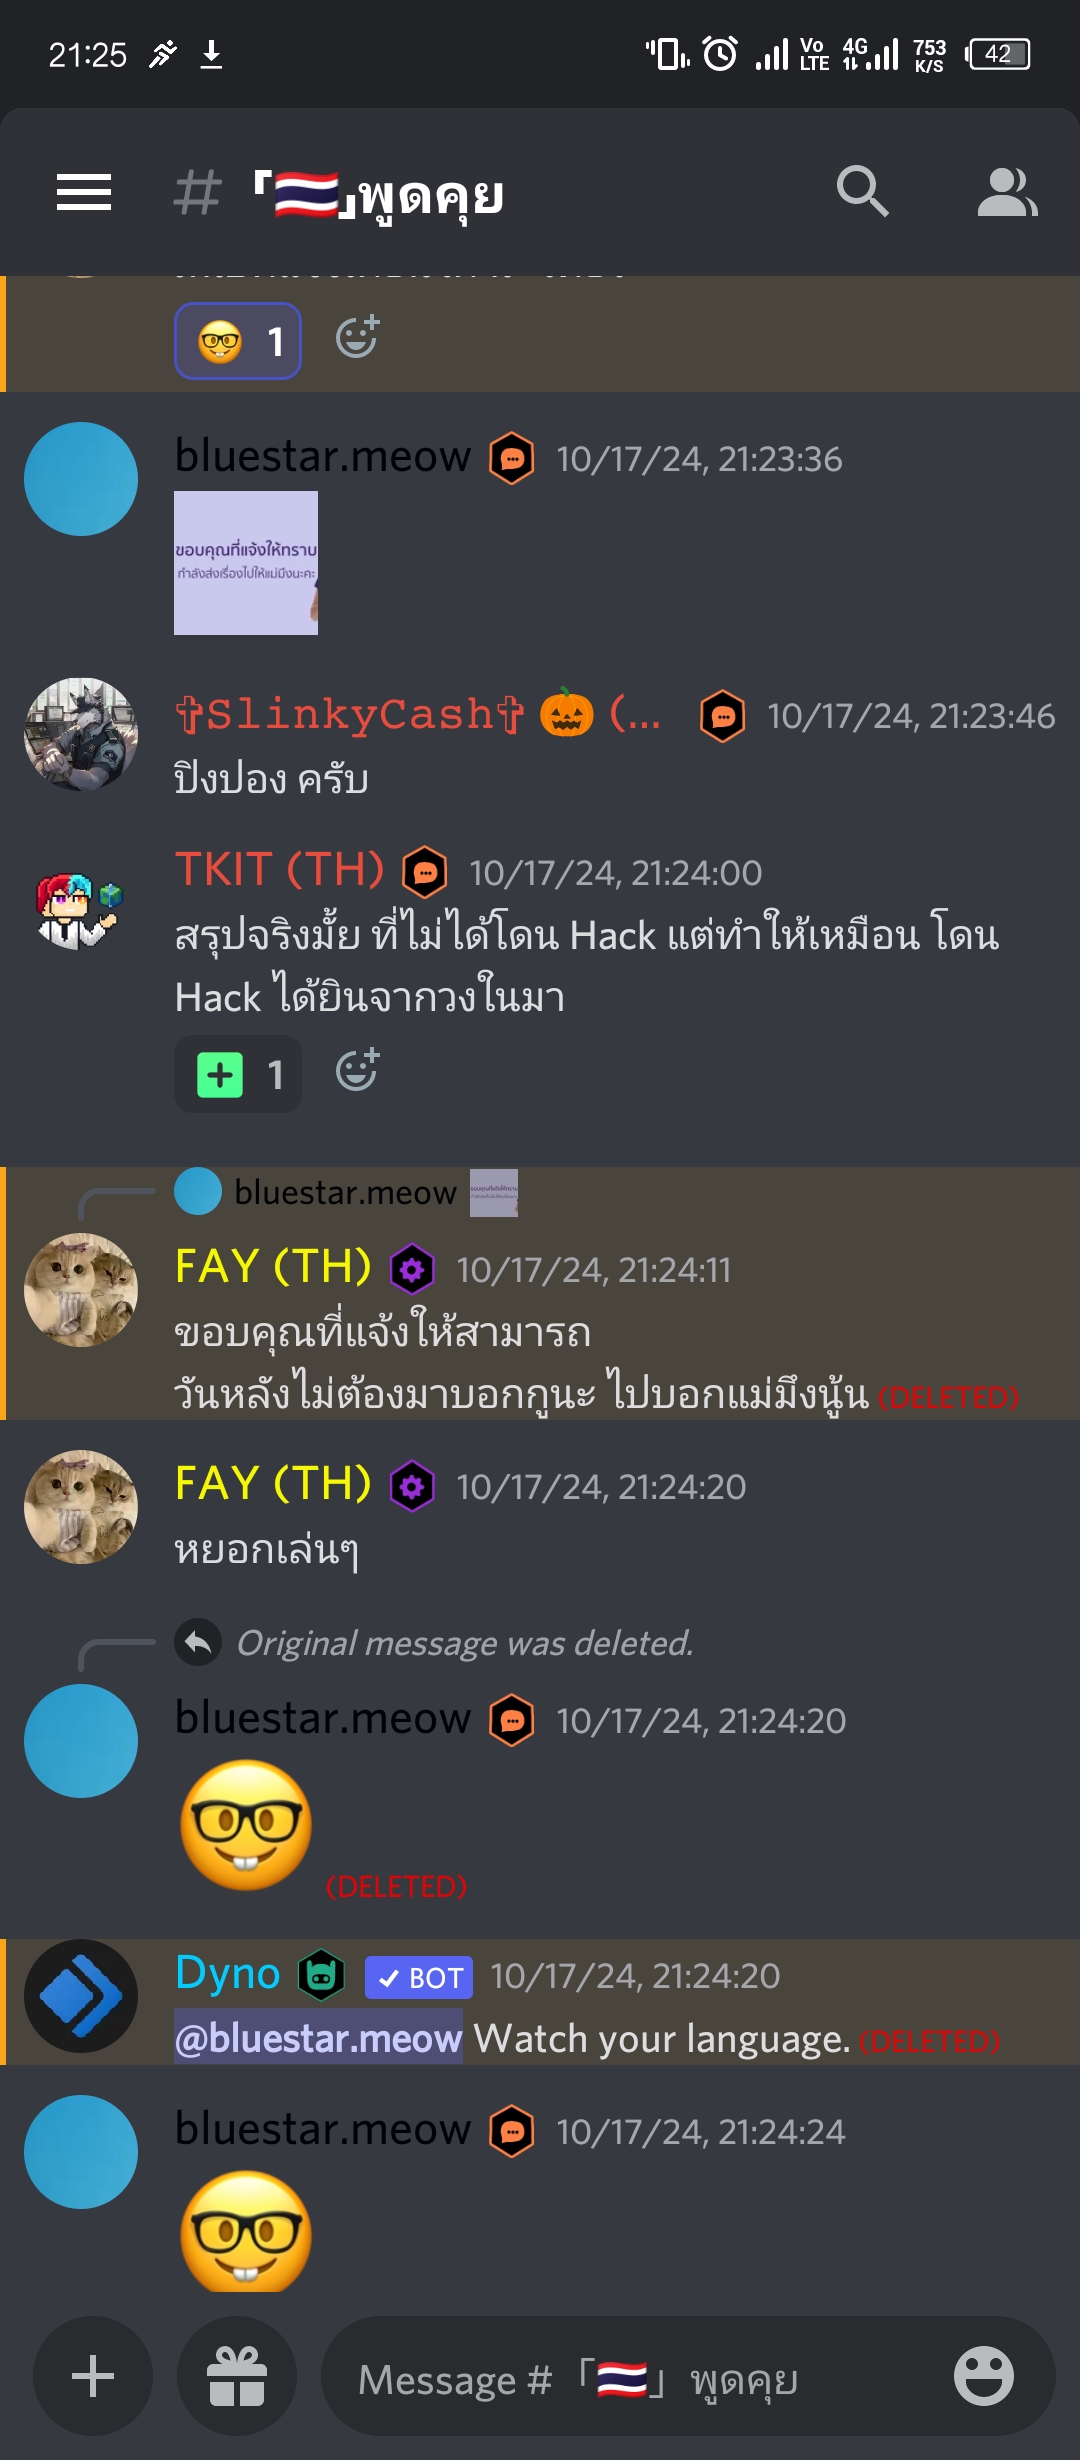 21:25
Vo LTE 4G 753 K/S 42
# 「🇹🇭」พูดคุย
🤓 1
bluestar.meow 10/17/24, 21:23:36
ขอบคุณที่แจ้งให้ทราบ
กำลังส่งเรื่องไปให้แม่มึงนะคะ
✞SlinkyCash✞ 🎃 (... 10/17/24, 21:23:46
ปิงปอง ครับ
TKIT (TH) 10/17/24, 21:24:00
สรุปจริงมั้ย ที่ไม่ได้โดน Hack แต่ทำให้เหมือน โดน
Hack ได้ยินจากวงในมา
1
bluestar.meow
FAY (TH) 10/17/24, 21:24:11
ขอบคุณที่แจ้งให้สามารถ
วันหลังไม่ต้องมาบอกกูนะ ไปบอกแม่มึงนู้น (DELETED)
FAY (TH) 10/17/24, 21:24:20
หยอกเล่นๆ
Original message was deleted.
bluestar.meow 10/17/24, 21:24:20
🤓 (DELETED)
Dyno ✓ BOT 10/17/24, 21:24:20
@bluestar.meow Watch your language. (DELETED)
bluestar.meow 10/17/24, 21:24:24
🤓
Message #「🇹🇭」พูดคุย